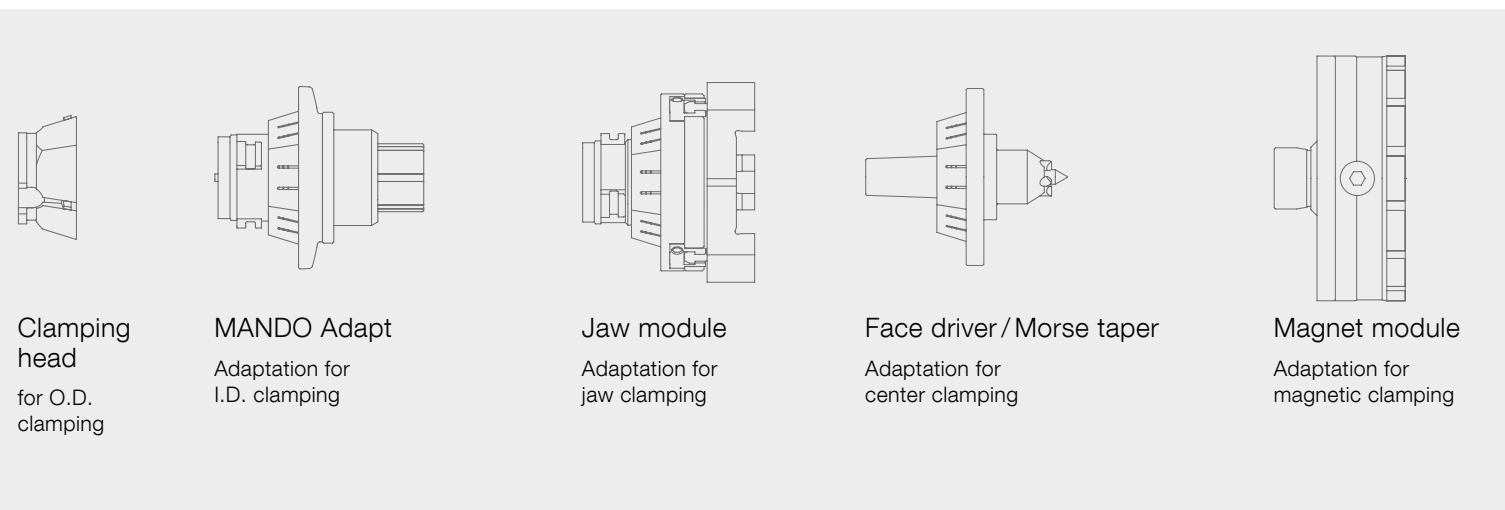 Clamping
head
for O.D.
clamping
MANDO Adapt
Adaptation for
I.D. clamping
Jaw module
Adaptation for
jaw clamping
Face driver / Morse taper
Adaptation for
center clamping
Magnet module
Adaptation for
magnetic clamping